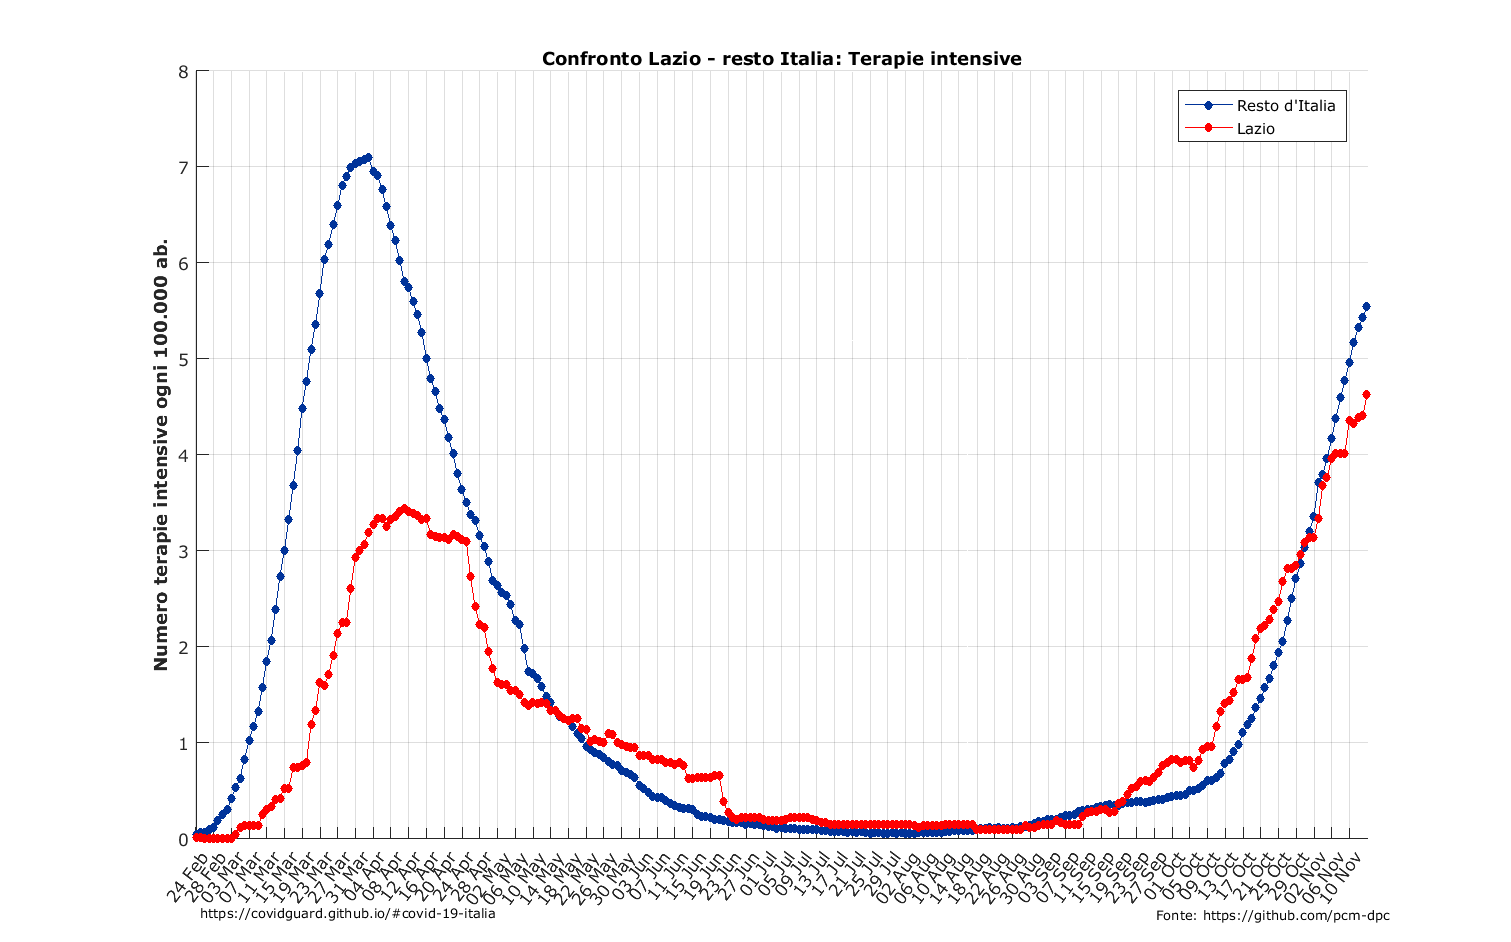 Confronto Lazio - resto Italia: Terapie intensive
Resto d'Italia
Lazio
Numero terapie intensive ogni 100.000 ab.
8
7
6
5
4
3
2
1
0
24 Feb
28 Feb
03 Mar
07 Mar
11 Mar
15 Mar
19 Mar
23 Mar
27 Mar
31 Mar
04 Apr
08 Apr
12 Apr
16 Apr
20 Apr
24 Apr
28 Apr
02 May
06 May
10 May
14 May
18 May
22 May
26 May
30 May
03 Jun
07 Jun
11 Jun
15 Jun
19 Jun
23 Jun
27 Jun
01 Jul
05 Jul
09 Jul
13 Jul
17 Jul
21 Jul
25 Jul
29 Jul
02 Aug
06 Aug
10 Aug
14 Aug
18 Aug
22 Aug
26 Aug
30 Aug
03 Sep
07 Sep
11 Sep
15 Sep
19 Sep
23 Sep
27 Sep
01 Oct
05 Oct
09 Oct
13 Oct
17 Oct
21 Oct
25 Oct
29 Oct
02 Nov
06 Nov
10 Nov
https://covidguard.github.io/#covid-19-italia
Fonte: https://github.com/pcm-dpc